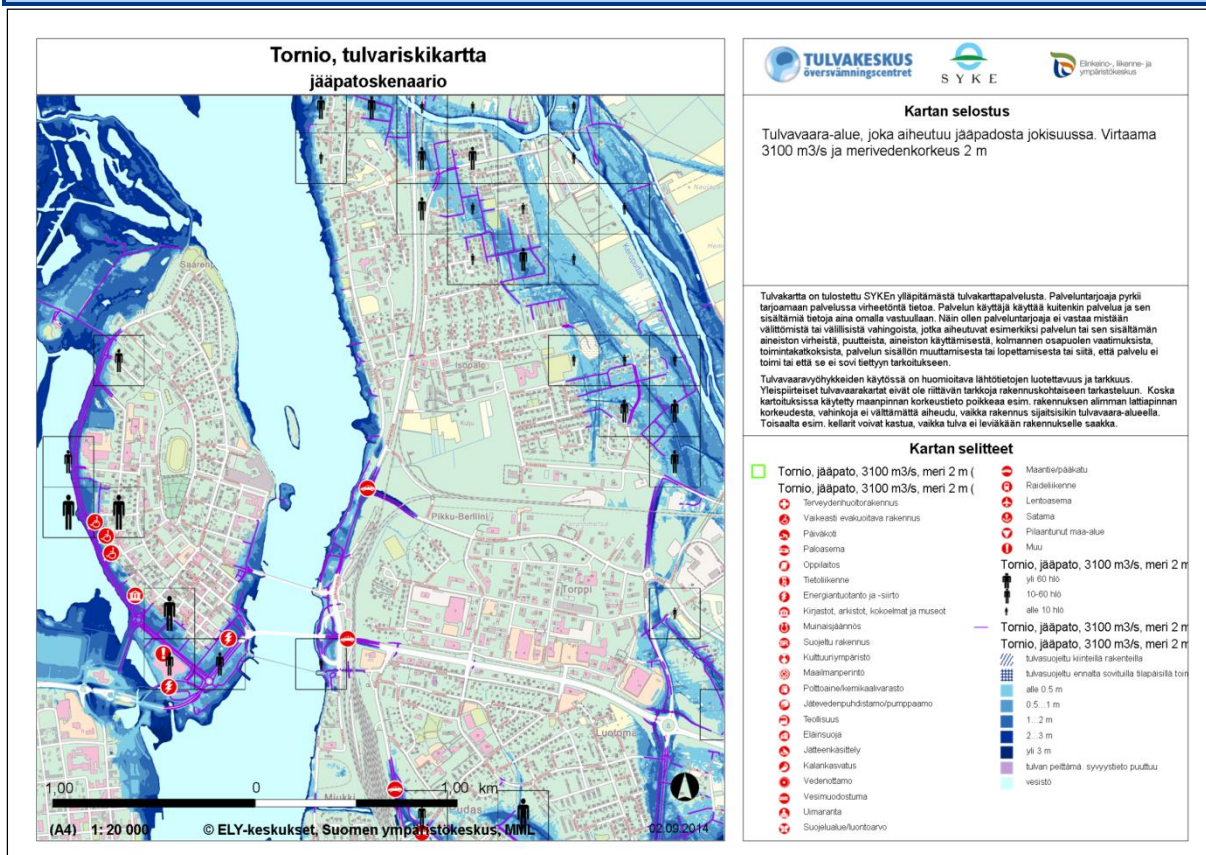 Tornio, tulvariskikartta
jääpatoskenaario
Saarenp
Isopalo
Pikku-Berliini
Torppi
Luotoma
Miukki
Pudas
1,00 0 1,00 km
(A4) 1: 20 000 © ELY-keskukset, Suomen ympäristökeskus, MML 02.09.2014
TULVAKESKUS
översvämningscentret
SYKE
Elinkeino-, liikenne- ja
ympäristökeskus
Kartan selostus
Tulvavaara-alue, joka aiheutuu jääpadosta jokisuussa. Virtaama
3100 m3/s ja merivedenkorkeus 2 m
Tulvakartta on tulostettu SYKEn ylläpitämästä tulvakarttapalvelusta. Palveluntarjoaja pyrkii
tarjoamaan palvelussa virheetöntä tietoa. Palvelun käyttäjä käyttää kuitenkin palvelua ja sen
sisältämiä tietoja aina omalla vastuullaan. Näin ollen palveluntarjoaja ei vastaa mistään
välittömistä tai välillisistä vahingoista, jotka aiheutuvat esimerkiksi palvelun tai sen sisältämän
aineiston virheistä, puutteista, aineiston käyttämisestä, kolmannen osapuolen vaatimuksista,
toimintakatkoksista, palvelun sisällön muuttamisesta tai lopettamisesta tai siitä, että palvelu ei
toimi tai että se ei sovi tiettyyn tarkoitukseen.
Tulvavaaravyöhykkeiden käytössä on huomioitava lähtötietojen luotettavuus ja tarkkuus.
Yleispiirteiset tulvavaarakartat eivät ole riittävän tarkkoja rakennuskohtaiseen tarkasteluun. Koska
kartoituksissa käytetty maanpinnan korkeustieto poikkeaa esim. rakennuksen alimman lattiapinnan
korkeudesta, vahinkoja ei välttämättä aiheudu, vaikka rakennus sijaitsisikin tulvavaara-alueella.
Toisaalta esim. kellarit voivat kastua, vaikka tulva ei leviäkään rakennukselle saakka.
Kartan selitteet
Tornio, jääpato, 3100 m3/s, meri 2 m (
Tornio, jääpato, 3100 m3/s, meri 2 m (
Terveydenhuoltorakennus
Vaikeasti evakuoitava rakennus
Päiväkoti
Paloasema
Oppilaitos
Tietoliikenne
Energiantuotanto ja -siirto
Kirjastot, arkistot, kokoelmat ja museot
Muinaisjäännös
Suojeltu rakennus
Kulttuuriympäristö
Maailmanperintö
Polttoaine/kemikaalivarasto
Jätevedenpuhdistamo/pumppaamo
Teollisuus
Eläinsuoja
Jätteenkäsittely
Kalankasvatus
Vedenottamo
Vesimuodostuma
Uimaranta
Suojelualue/luontoarvo
Maantie/pääkatu
Raideliikenne
Lentoasema
Satama
Pilaantunut maa-alue
Muu
Tornio, jääpato, 3100 m3/s, meri 2 m
yli 60 hlö
10-60 hlö
alle 10 hlö
Tornio, jääpato, 3100 m3/s, meri 2 m
Tornio, jääpato, 3100 m3/s, meri 2 m
tulvasuojeltu kiinteillä rakenteilla
tulvasuojeltu ennalta sovituilla tilapäisillä toin
alle 0.5 m
0.5...1 m
1...2 m
2...3 m
yli 3 m
tulvan peittämä, syvyystieto puuttuu
vesistö